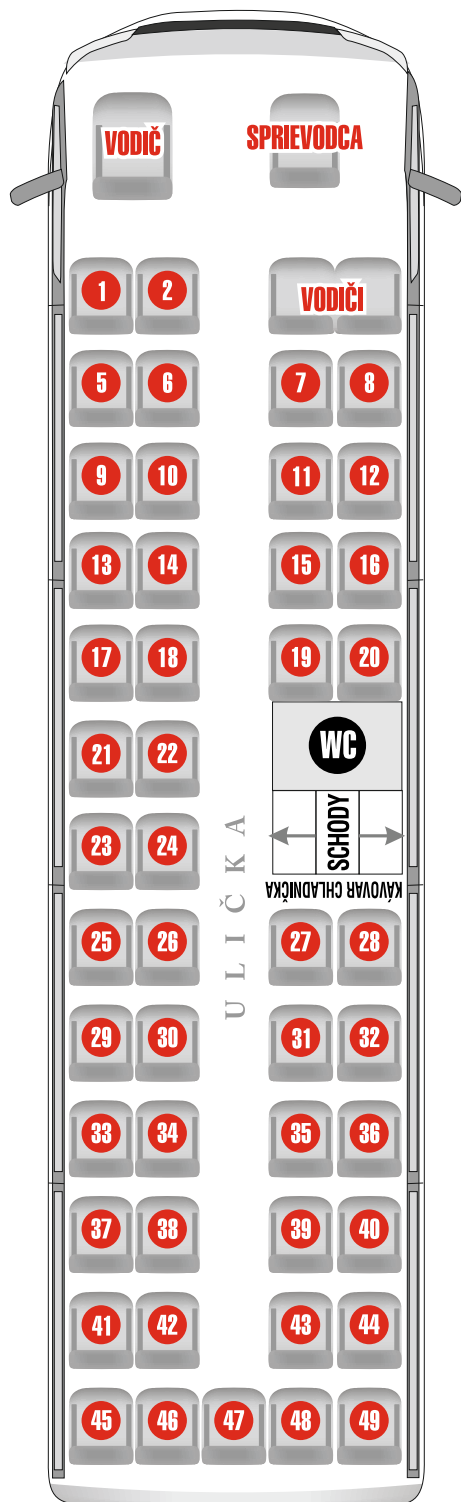 VODIČ
SPRIEVODCA
1 2 VODIČI
5 6 7 8
9 10 11 12
13 14 15 16
17 18 19 20
21 22 WC
23 24 SCHODY
KÁVOVAR CHLADNIČKA
ULIČKA
25 26 27 28
29 30 31 32
33 34 35 36
37 38 39 40
41 42 43 44
45 46 47 48 49